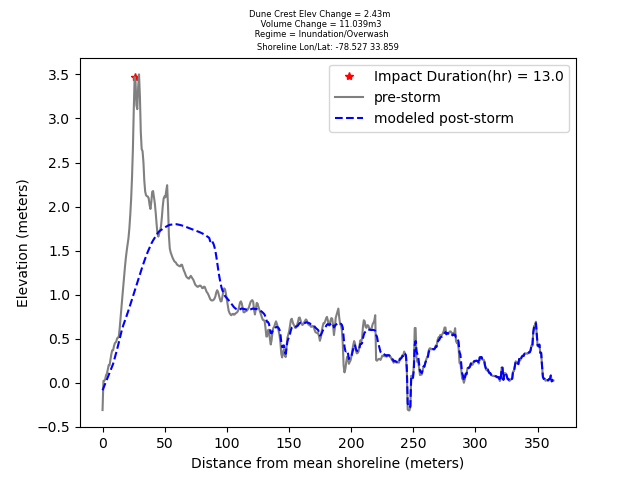 Dune Crest Elev Change = 2.43m
Volume Change = 11.039m3
Regime = Inundation/Overwash
Shoreline Lon/Lat: -78.527 33.859
Impact Duration(hr) = 13.0
pre-storm
modeled post-storm
3.5
3.0
2.5
2.0
1.5
1.0
0.5
0.0
−0.5
Elevation (meters)
0 50 100 150 200 250 300 350
Distance from mean shoreline (meters)